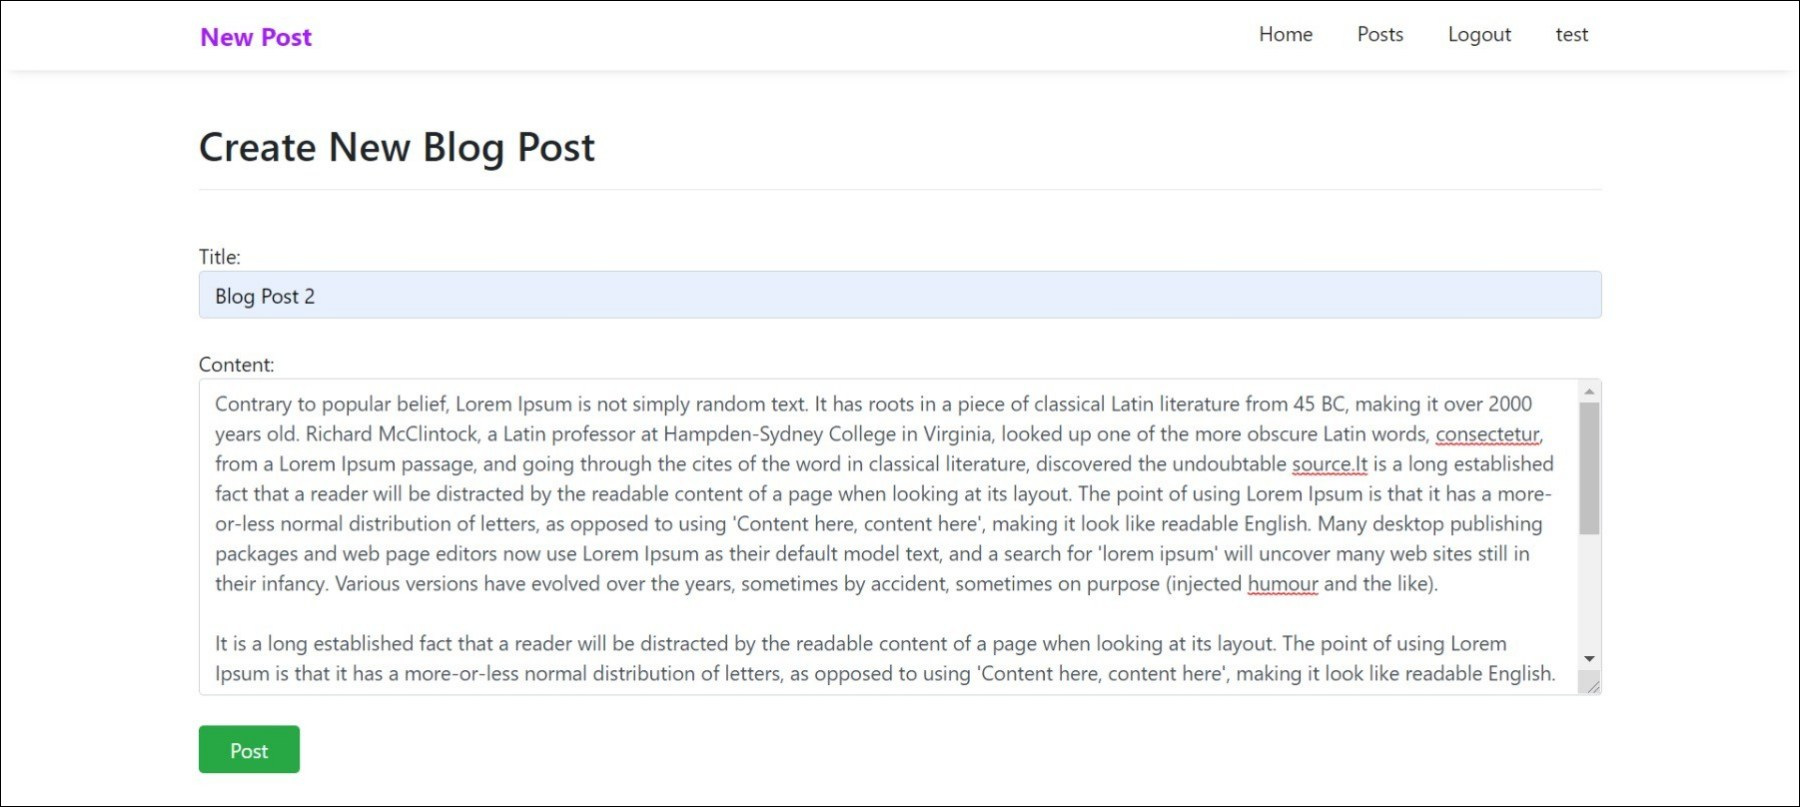 New Post
Home Posts Logout test
Create New Blog Post
Title:
Blog Post 2
Content:
Contrary to popular belief, Lorem Ipsum is not simply random text. It has roots in a piece of classical Latin literature from 45 BC, making it over 2000
years old. Richard McClintock, a Latin professor at Hampden-Sydney College in Virginia, looked up one of the more obscure Latin words, consectetur,
from a Lorem Ipsum passage, and going through the cites of the word in classical literature, discovered the undoubtable source.It is a long established
fact that a reader will be distracted by the readable content of a page when looking at its layout. The point of using Lorem Ipsum is that it has a more-
or-less normal distribution of letters, as opposed to using 'Content here, content here', making it look like readable English. Many desktop publishing
packages and web page editors now use Lorem Ipsum as their default model text, and a search for 'lorem ipsum' will uncover many web sites still in
their infancy. Various versions have evolved over the years, sometimes by accident, sometimes on purpose (injected humour and the like).
It is a long established fact that a reader will be distracted by the readable content of a page when looking at its layout. The point of using Lorem
Ipsum is that it has a more-or-less normal distribution of letters, as opposed to using 'Content here, content here', making it look like readable English.
Post